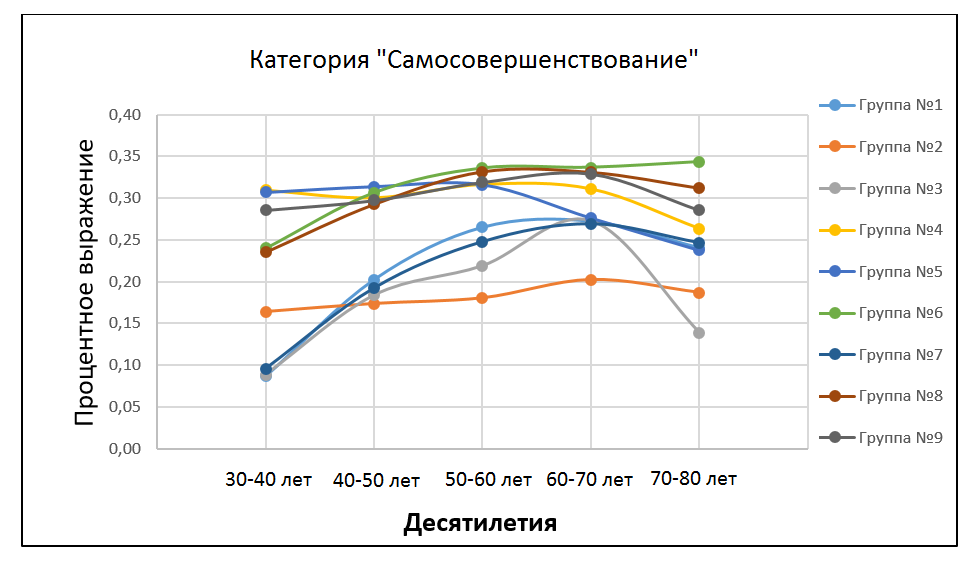 Категория "Самосовершенствование"
Процентное выражение
0,40
0,35
0,30
0,25
0,20
0,15
0,10
0,05
0,00
30-40 лет
40-50 лет
50-60 лет
60-70 лет
70-80 лет
Десятилетия
Группа №1
Группа №2
Группа №3
Группа №4
Группа №5
Группа №6
Группа №7
Группа №8
Группа №9